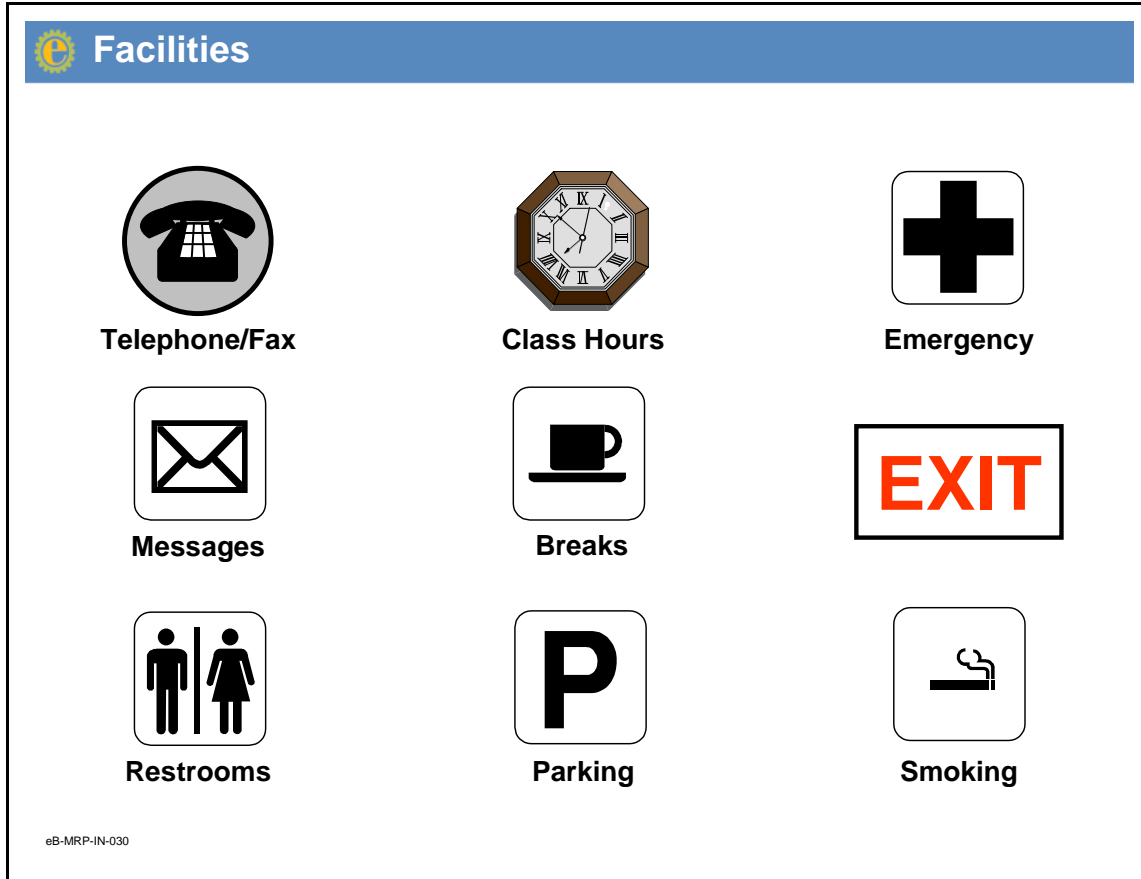 e Facilities
Telephone/Fax
Class Hours
Emergency
Messages
Breaks
EXIT
P
Restrooms
Parking
Smoking
eB-MRP-IN-030